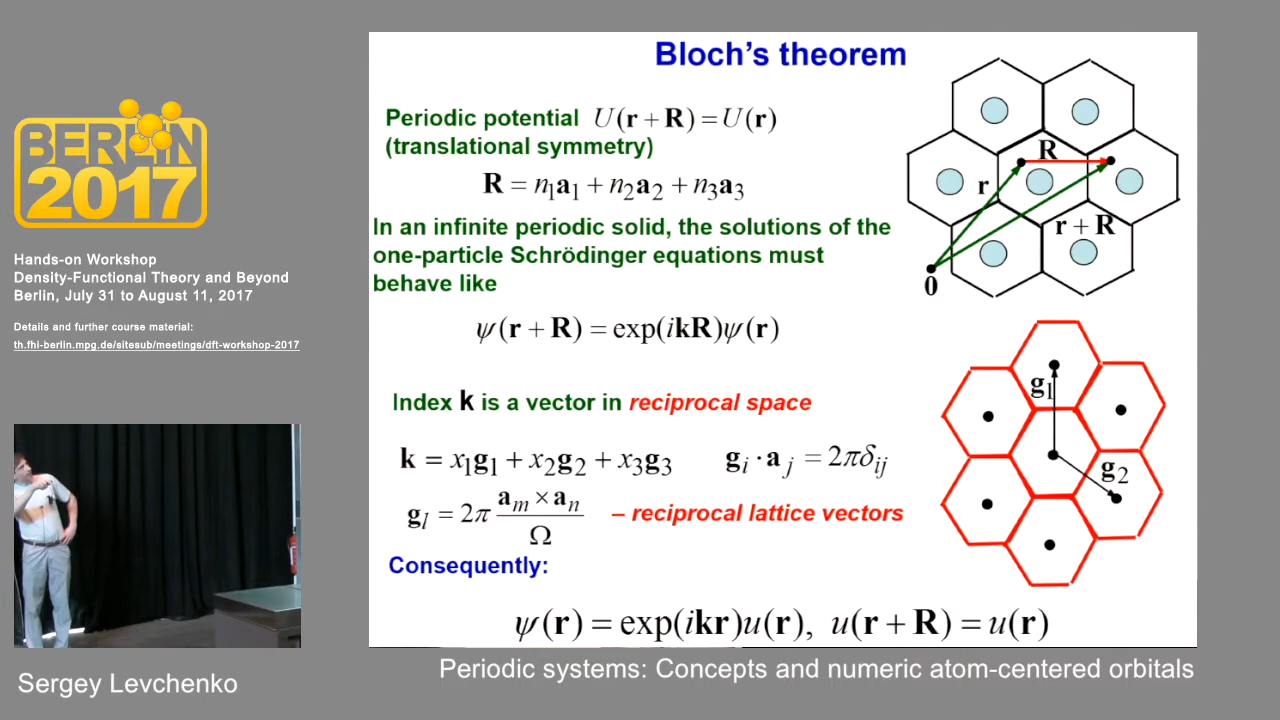 BERLIN
2017
Hands-on Workshop
Density-Functional Theory and Beyond
Berlin, July 31 to August 11, 2017
Details and further course material:
th.fhi-berlin.mpg.de/sitesub/meetings/dft-workshop-2017
Bloch's theorem
Periodic potential U(r + R) = U(r)
(translational symmetry)
R = n₁a₁ + n₂a₂ + n₃a₃
In an infinite periodic solid, the solutions of the
one-particle Schrödinger equations must
behave like
ψ(r + R) = exp(ikR)ψ(r)
Index k is a vector in reciprocal space
k = x₁g₁ + x₂g₂ + x₃g₃ gᵢ · aⱼ = 2πδᵢⱼ
gₗ = 2π aₘ × aₙ / Ω – reciprocal lattice vectors
Consequently:
ψ(r) = exp(ikr)u(r), u(r + R) = u(r)
R
r
r + R
0
g₁
g₂
Sergey Levchenko
Periodic systems: Concepts and numeric atom-centered orbitals